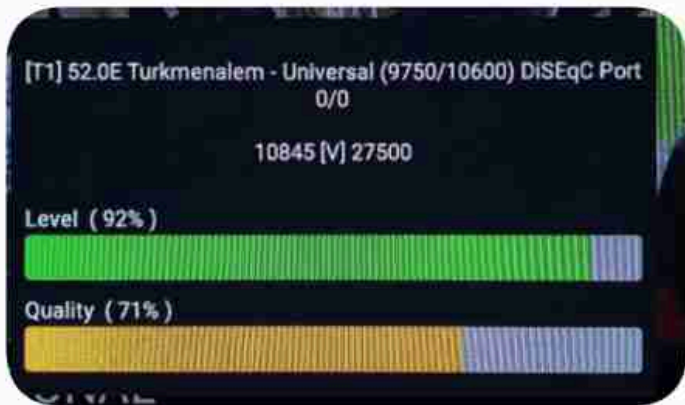 [T1] 52.0E Turkmenalem - Universal (9750/10600) DiSEqC Port
0/0
10845 [V] 27500
Level ( 92% )
Quality ( 71% )